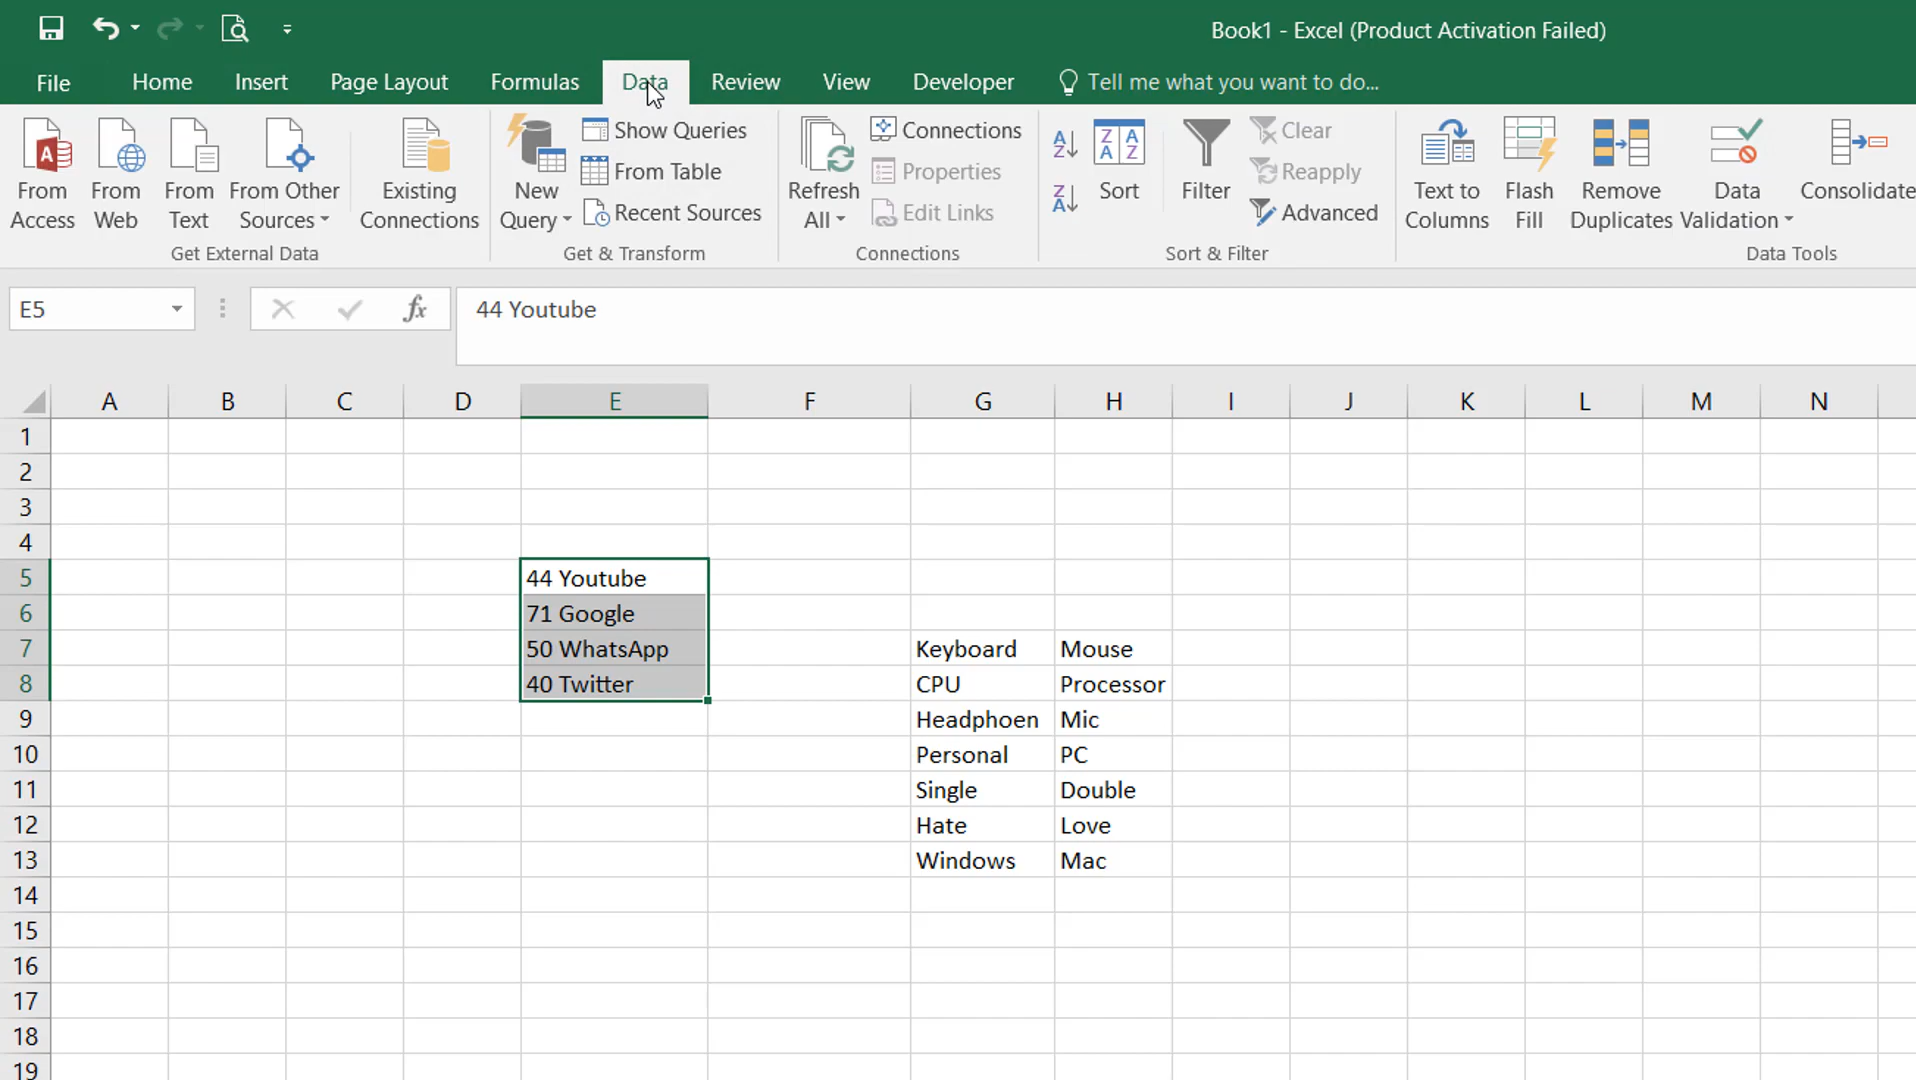 Book1 - Excel (Product Activation Failed)
File Home Insert Page Layout Formulas Data Review View Developer Tell me what you want to do...
From Access
From Web
From Text
From Other Sources
Existing Connections
Get External Data
New Query
Show Queries
From Table
Recent Sources
Get & Transform
Refresh All
Connections
Properties
Edit Links
Connections
Sort
Filter
Clear
Reapply
Advanced
Sort & Filter
Text to Columns
Flash Fill
Remove Duplicates
Data Validation
Consolidate
Data Tools
E5 fx 44 Youtube
A B C D E F G H I J K L M N
1
2
3
4
5 44 Youtube
6 71 Google
7 50 WhatsApp Keyboard Mouse
8 40 Twitter CPU Processor
9 Headphoen Mic
10 Personal PC
11 Single Double
12 Hate Love
13 Windows Mac
14
15
16
17
18
19